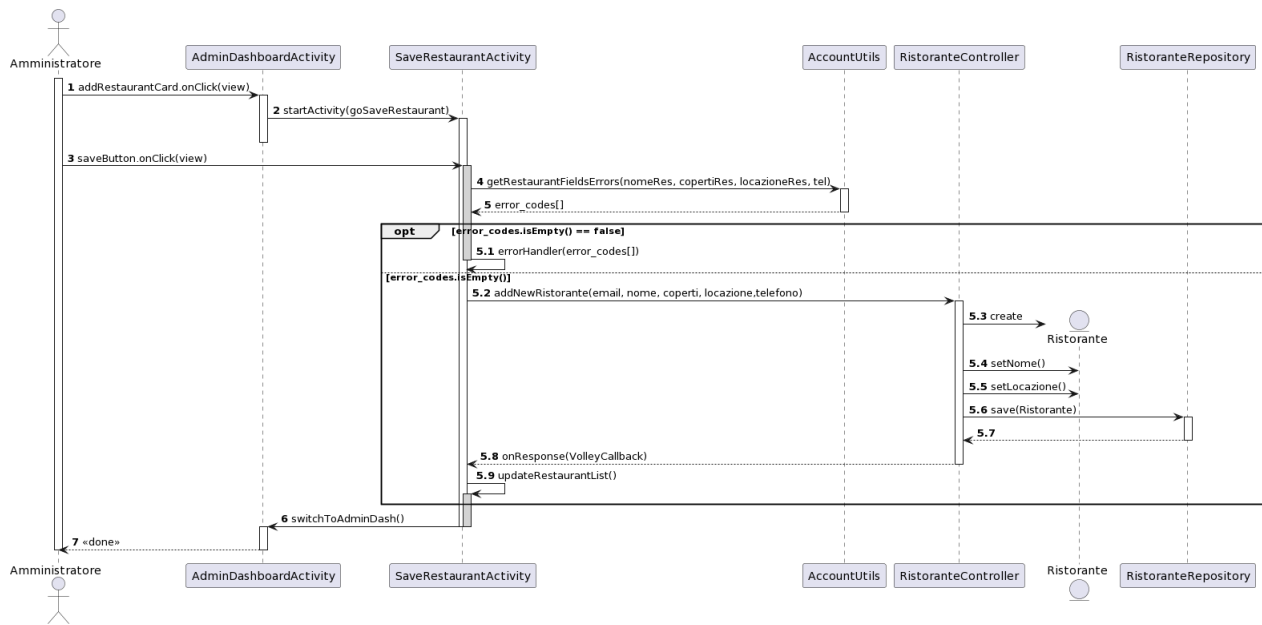 Amministratore
AdminDashboardActivity
SaveRestaurantActivity
AccountUtils
RistoranteController
RistoranteRepository
1 addRestaurantCard.onClick(view)
2 startActivity(goSaveRestaurant)
3 saveButton.onClick(view)
4 getRestaurantFieldsErrors(nomeRes, copertiRes, locazioneRes, tel)
5 error_codes[]
opt [error_codes.isEmpty() == false]
5.1 errorHandler(error_codes[])
[error_codes.isEmpty()]
5.2 addNewRistorante(email, nome, coperti, locazione,telefono)
5.3 create
Ristorante
5.4 setNome()
5.5 setLocazione()
5.6 save(Ristorante)
5.7
5.8 onResponse(VolleyCallback)
5.9 updateRestaurantList()
6 switchToAdminDash()
7 «done»
Amministratore
AdminDashboardActivity
SaveRestaurantActivity
AccountUtils
RistoranteController
Ristorante
RistoranteRepository